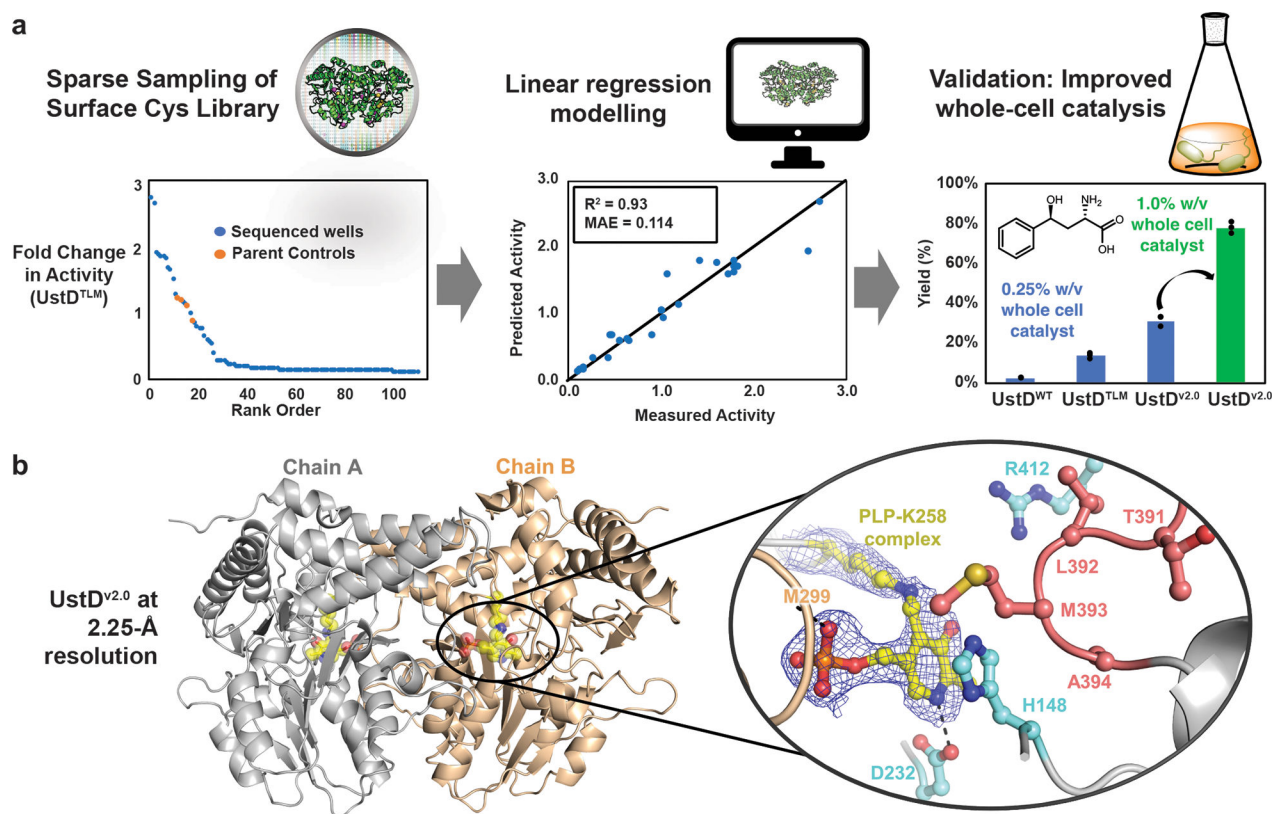 a
Sparse Sampling of
Surface Cys Library
Linear regression
modelling
Validation: Improved
whole-cell catalysis
Fold Change
in Activity
(UstD^TLM)
3
2
1
0
Sequenced wells
Parent Controls
0 20 40 60 80 100
Rank Order
Predicted Activity
3.0
2.0
1.0
0.0
R² = 0.93
MAE = 0.114
1.0 2.0 3.0
Measured Activity
Yield (%)
100%
80%
60%
40%
20%
0%
OH
NH₂
O
OH
1.0% w/v
whole cell
catalyst
0.25% w/v
whole cell
catalyst
UstD^WT UstD^TLM UstD^v2.0 UstD^v2.0
b
Chain A
Chain B
UstD^v2.0 at
2.25-Å
resolution
R412
PLP-K258
complex
T391
L392
M299
M393
A394
H148
D232